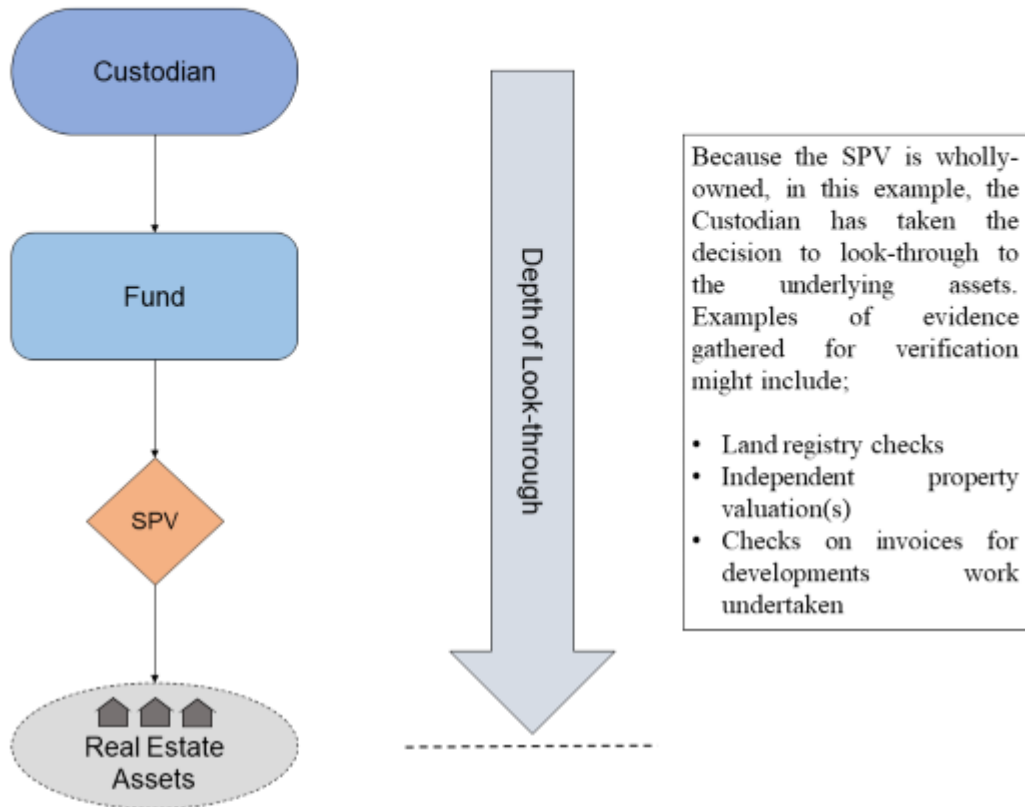 Custodian
Fund
SPV
Real Estate
Assets
Depth of Look-through
Because the SPV is wholly-
owned, in this example, the
Custodian has taken the
decision to look-through to
the underlying assets.
Examples of evidence
gathered for verification
might include;
• Land registry checks
• Independent property
valuation(s)
• Checks on invoices for
developments work
undertaken